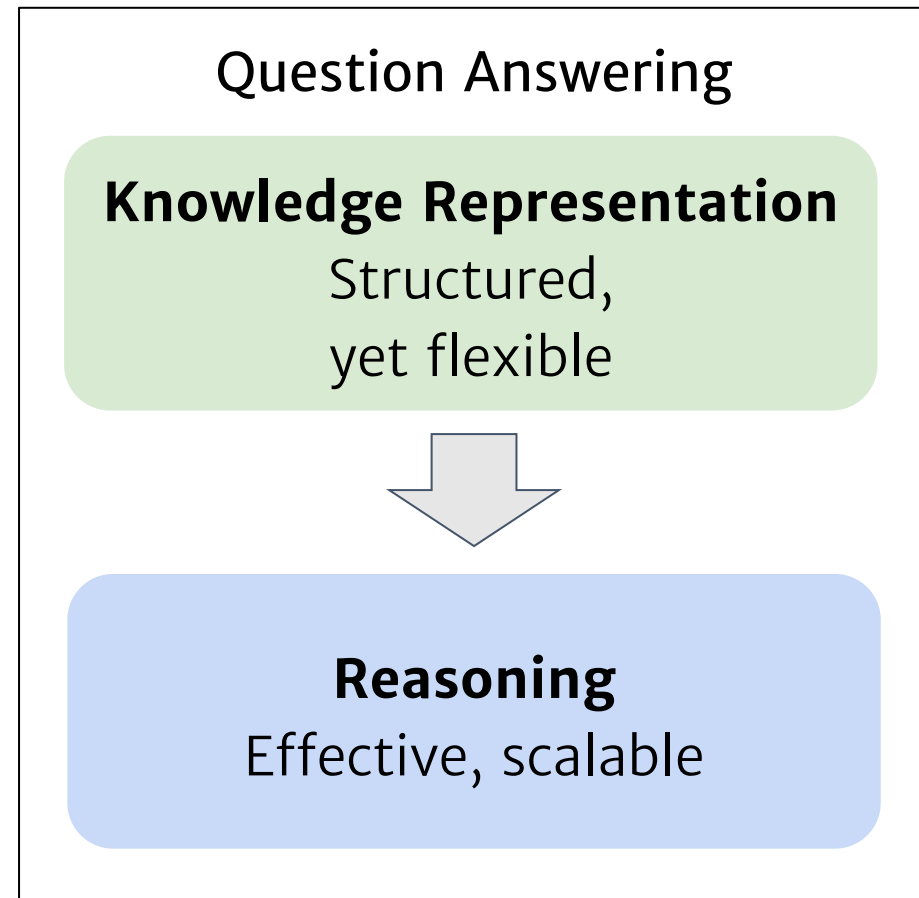 Question Answering
Knowledge Representation
Structured,
yet flexible
Reasoning
Effective, scalable